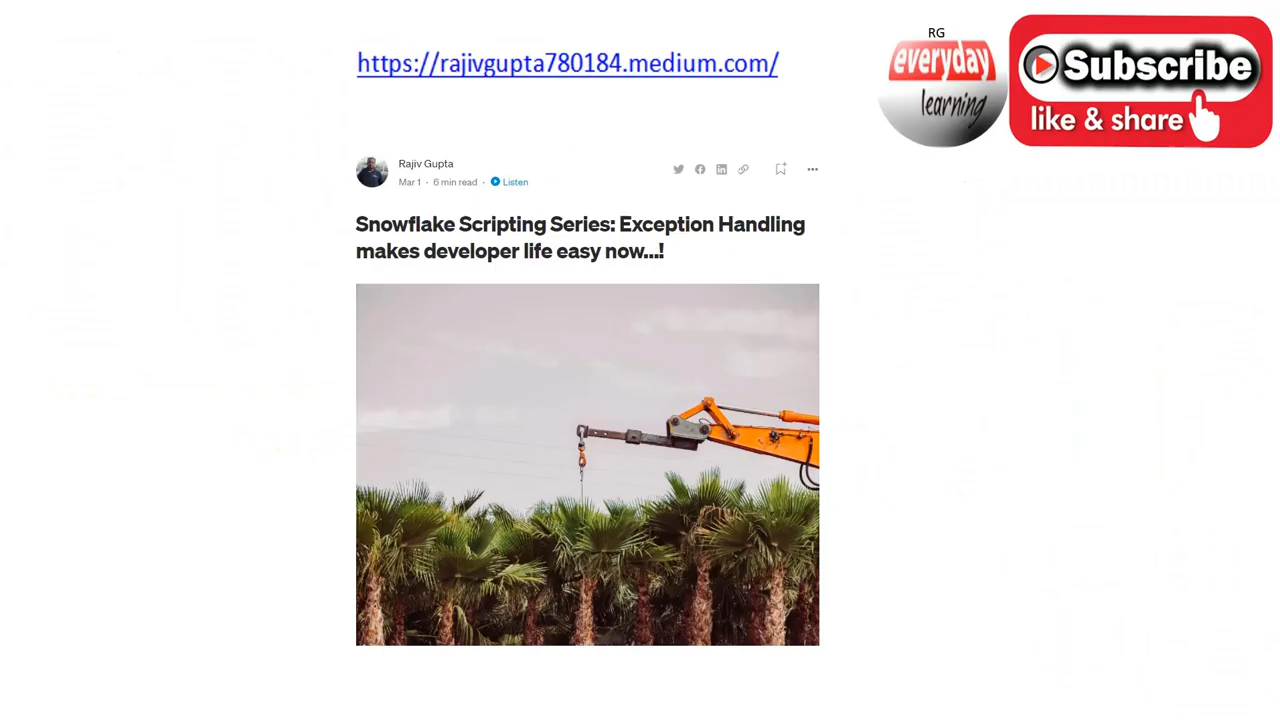 https://rajivgupta780184.medium.com/
RG
everyday
learning
Subscribe
like & share
Rajiv Gupta
Mar 1 · 6 min read · Listen
Snowflake Scripting Series: Exception Handling
makes developer life easy now...!